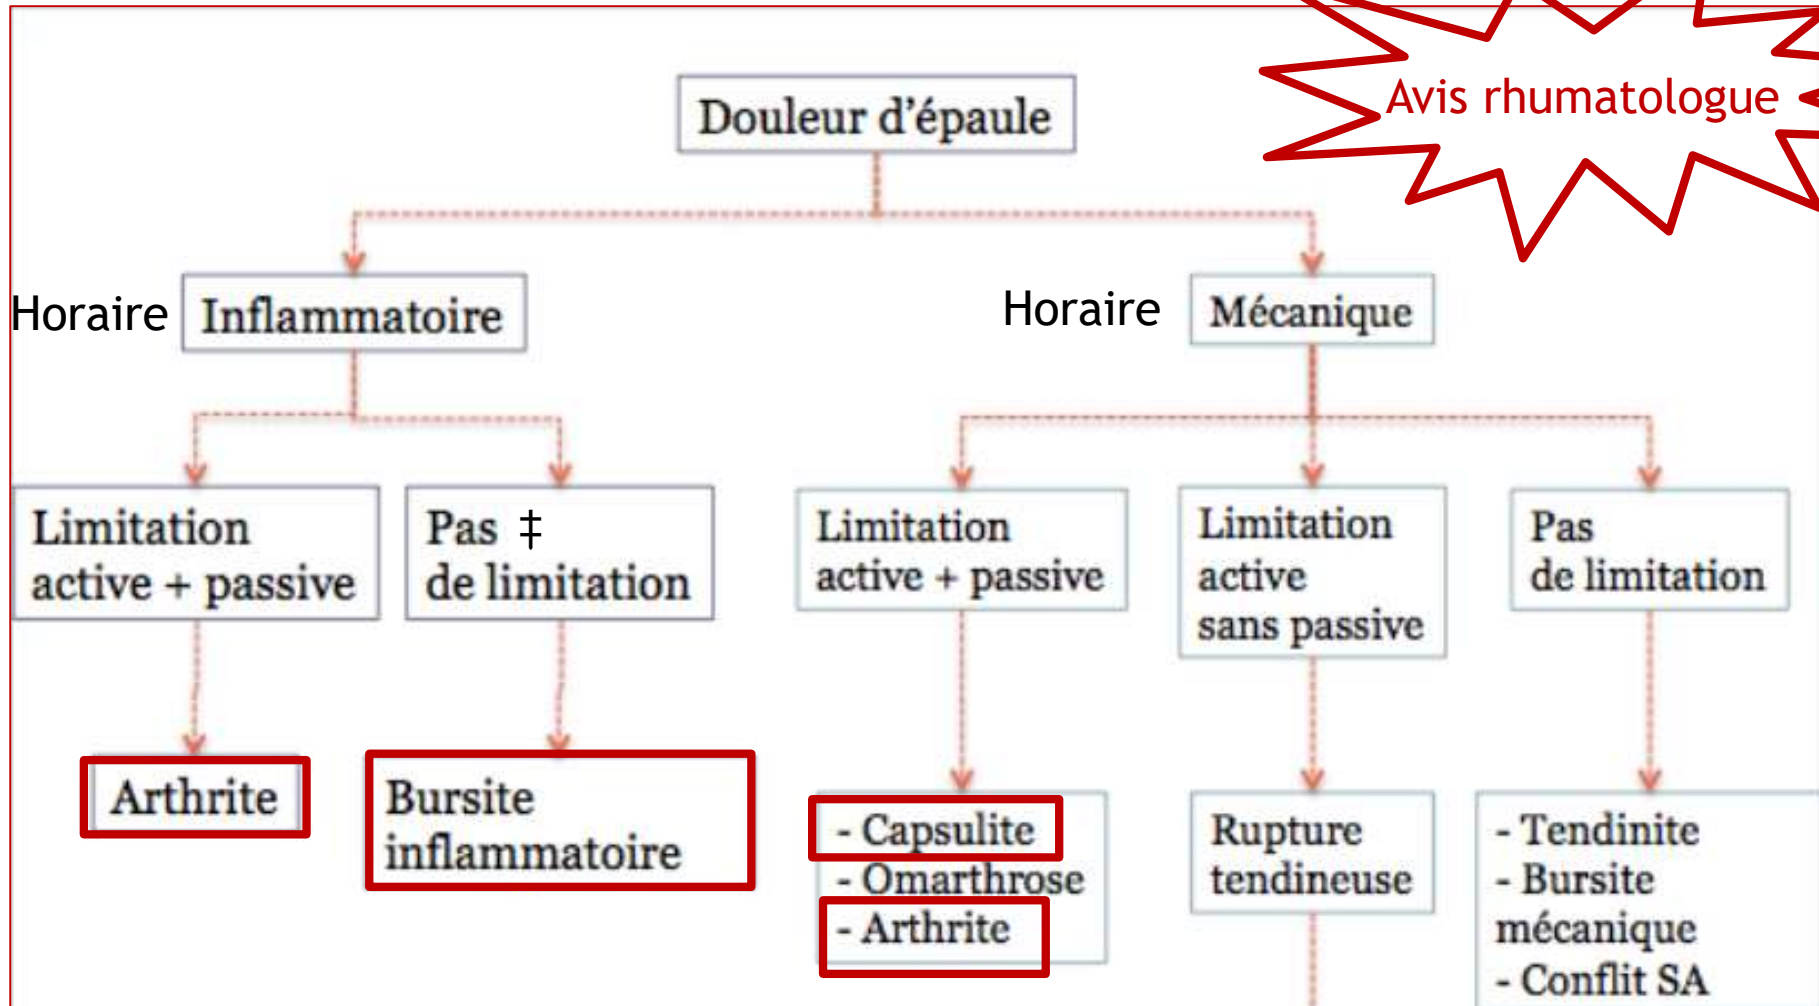 Avis rhumatologue
Douleur d'épaule
Horaire Inflammatoire
Horaire Mécanique
Limitation
active + passive
Pas ‡
de limitation
Limitation
active + passive
Limitation
active
sans passive
Pas
de limitation
Arthrite
Bursite
inflammatoire
- Capsulite
- Omarthrose
- Arthrite
Rupture
tendineuse
- Tendinite
- Bursite
mécanique
- Conflit SA